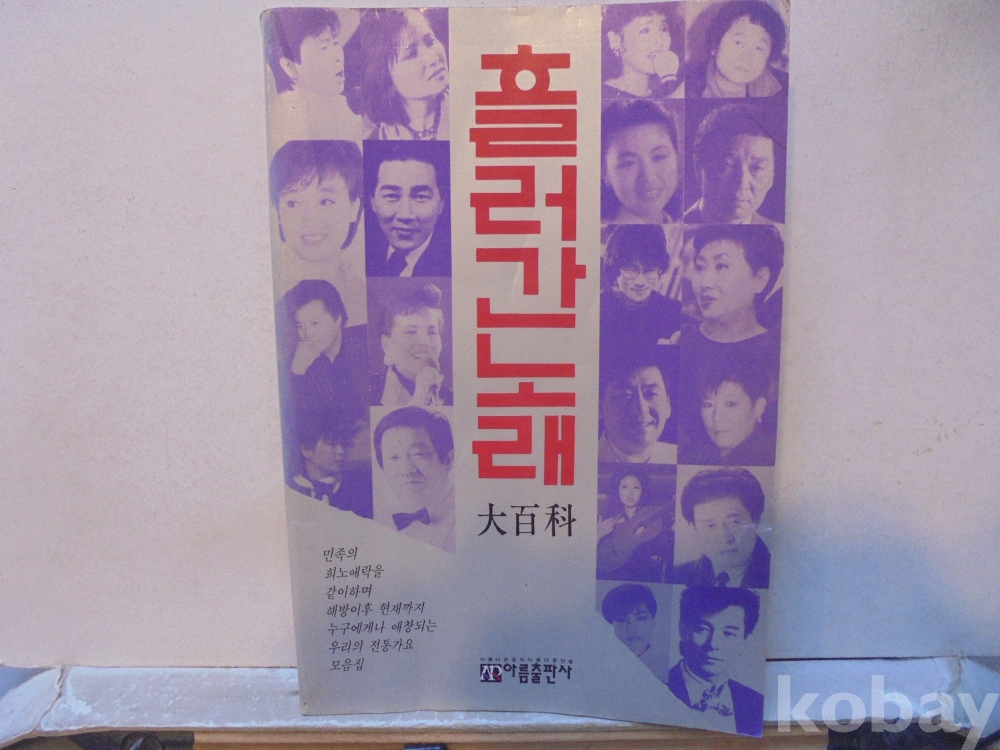 흘러간노래
大百科
민족의
희노애락을
같이하며
해방이후 현재까지
누구에게나 애창되는
우리의 전통가요
모음집
아름출판사
kobay